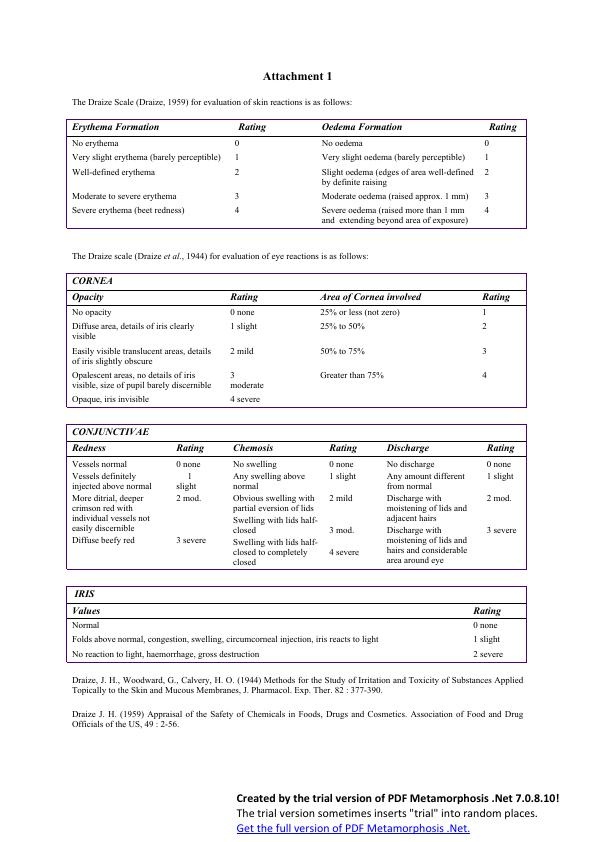 Attachment 1
The Draize Scale (Draize, 1959) for evaluation of skin reactions is as follows:
Erythema Formation Rating Oedema Formation Rating
No erythema 0 No oedema 0
Very slight erythema (barely perceptible) 1 Very slight oedema (barely perceptible) 1
Well-defined erythema 2 Slight oedema (edges of area well-defined 2
by definite raising
Moderate to severe erythema 3 Moderate oedema (raised approx. 1 mm) 3
Severe erythema (beet redness) 4 Severe oedema (raised more than 1 mm 4
and extending beyond area of exposure)
The Draize scale (Draize et al., 1944) for evaluation of eye reactions is as follows:
CORNEA
Opacity Rating Area of Cornea involved Rating
No opacity 0 none 25% or less (not zero) 1
Diffuse area, details of iris clearly 1 slight 25% to 50% 2
visible
Easily visible translucent areas, details 2 mild 50% to 75% 3
of iris slightly obscure
Opalescent areas, no details of iris 3 Greater than 75% 4
visible, size of pupil barely discernible moderate
Opaque, iris invisible 4 severe
CONJUNCTIVAE
Redness Rating Chemosis Rating Discharge Rating
Vessels normal 0 none No swelling 0 none No discharge 0 none
Vessels definitely 1 Any swelling above 1 slight Any amount different 1 slight
injected above normal slight normal from normal
More ditrial, deeper 2 mod. Obvious swelling with 2 mild Discharge with 2 mod.
crimson red with partial eversion of lids moistening of lids and
individual vessels not Swelling with lids half- adjacent hairs
easily discernible closed 3 mod. Discharge with 3 severe
Diffuse beefy red 3 severe Swelling with lids half- moistening of lids and
closed to completely 4 severe hairs and considerable
closed area around eye
IRIS
Values Rating
Normal 0 none
Folds above normal, congestion, swelling, circumcorneal injection, iris reacts to light 1 slight
No reaction to light, haemorrhage, gross destruction 2 severe
Draize, J. H., Woodward, G., Calvery, H. O. (1944) Methods for the Study of Irritation and Toxicity of Substances Applied
Topically to the Skin and Mucous Membranes, J. Pharmacol. Exp. Ther. 82 : 377-390.
Draize J. H. (1959) Appraisal of the Safety of Chemicals in Foods, Drugs and Cosmetics. Association of Food and Drug
Officials of the US, 49 : 2-56.
Created by the trial version of PDF Metamorphosis .Net 7.0.8.10!
The trial version sometimes inserts "trial" into random places.
Get the full version of PDF Metamorphosis .Net.